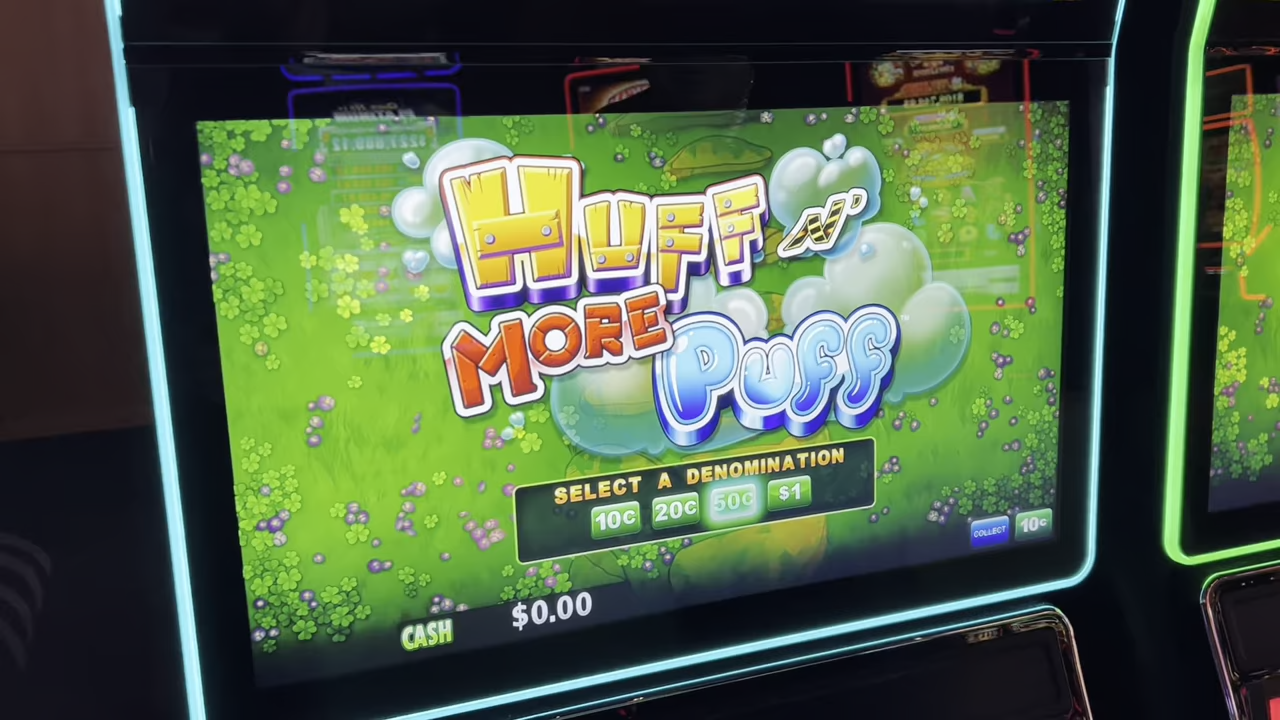 HUFF N'
MORE PUFF
SELECT A DENOMINATION
10¢ 20¢ 50¢ $1
COLLECT 10¢
CASH $0.00